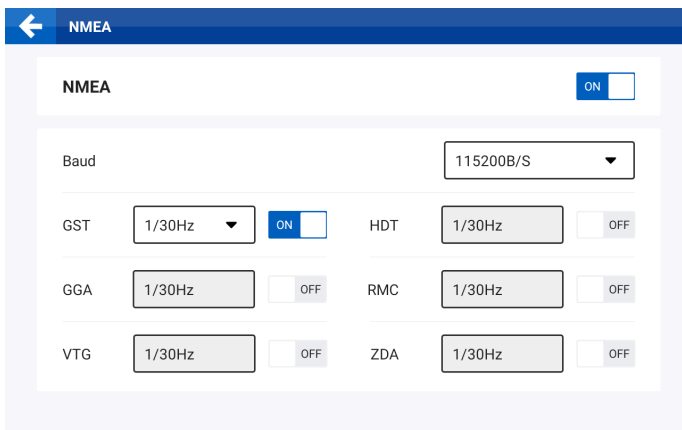 NMEA
NMEA ON
Baud 115200B/S
GST 1/30Hz ON HDT 1/30Hz OFF
GGA 1/30Hz OFF RMC 1/30Hz OFF
VTG 1/30Hz OFF ZDA 1/30Hz OFF